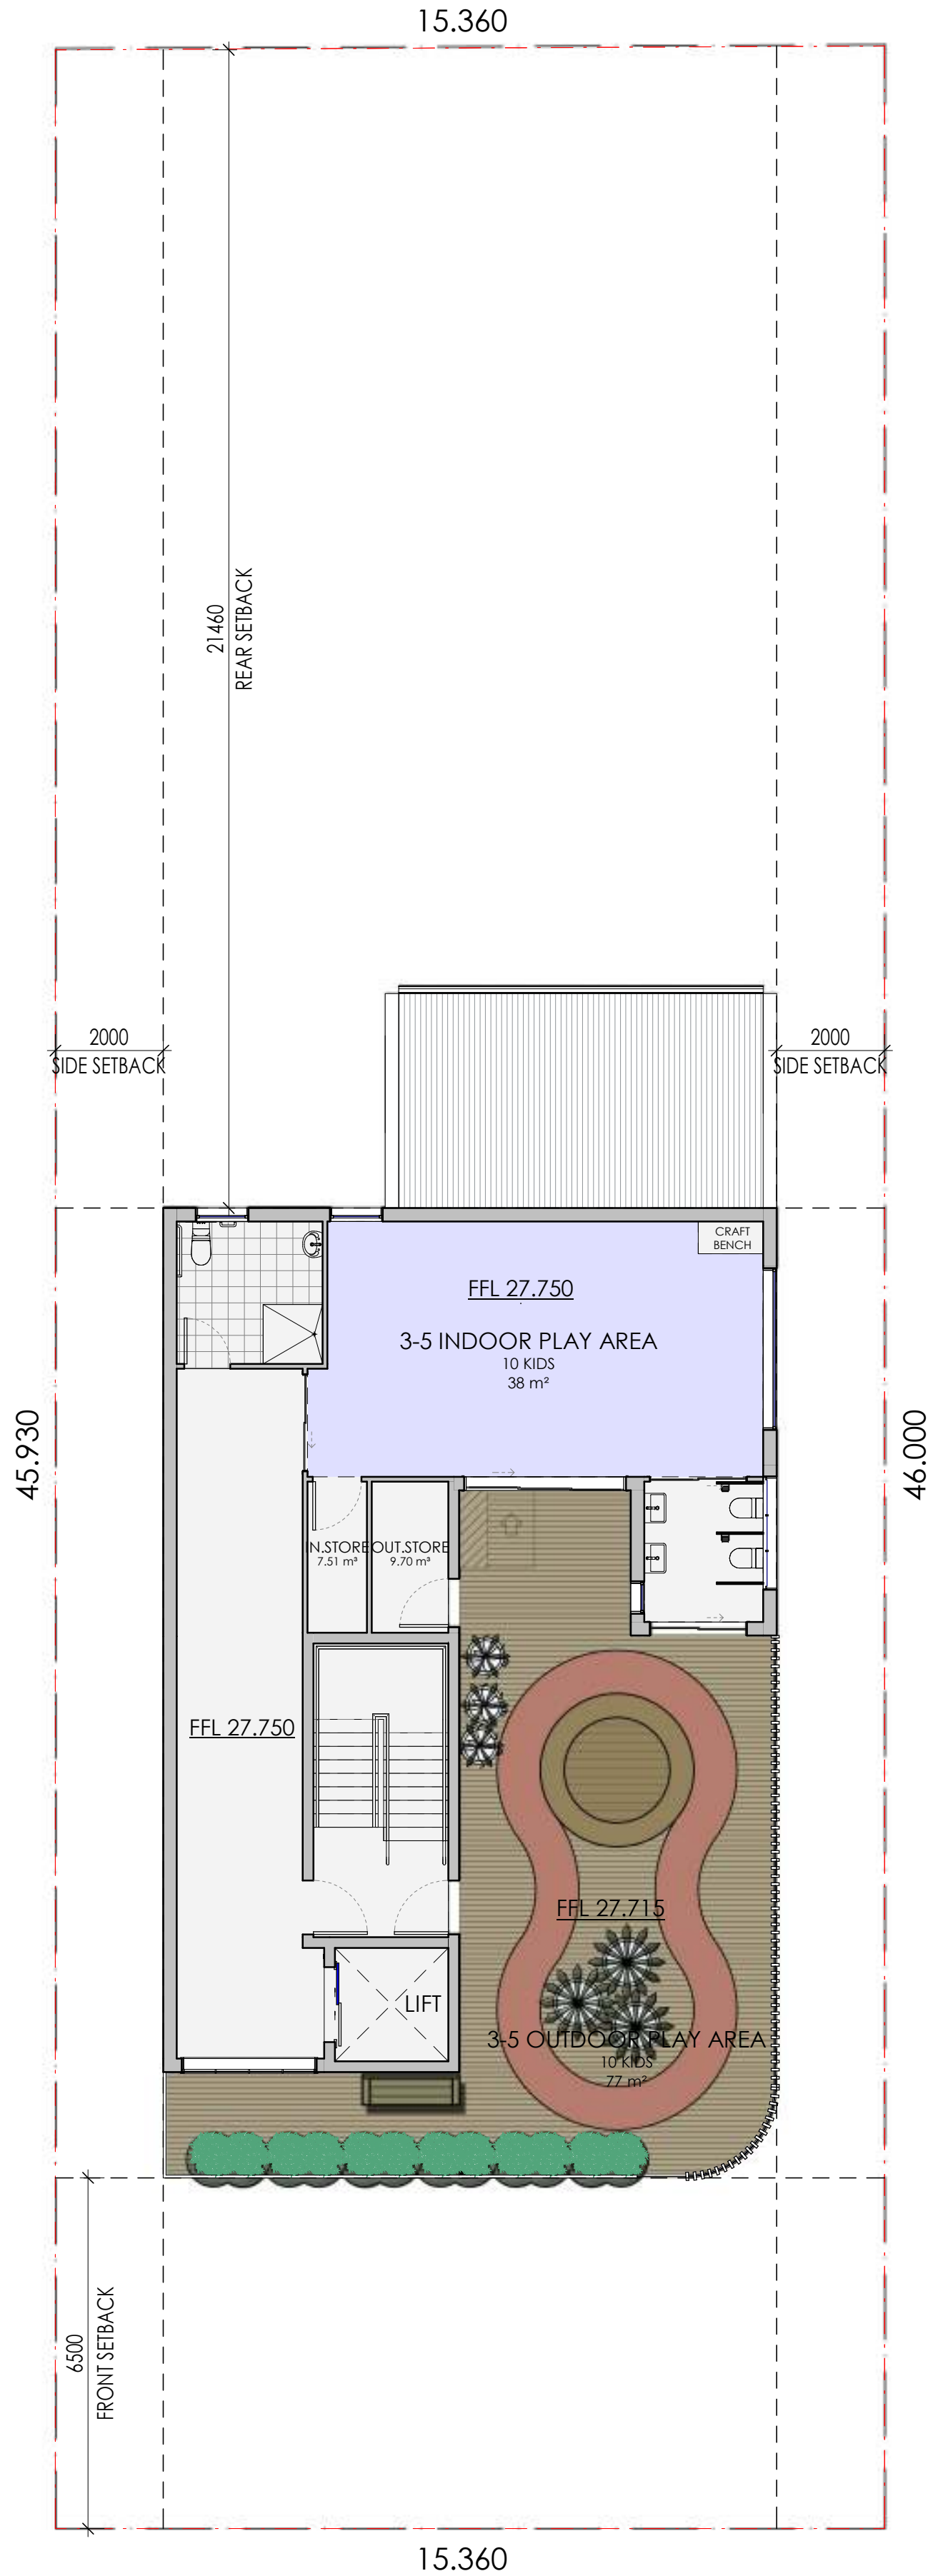 15.360
21460
REAR SETBACK
2000
SIDE SETBACK
2000
SIDE SETBACK
CRAFT
BENCH
FFL 27.750
3-5 INDOOR PLAY AREA
10 KIDS
38 m²
45.930
46.000
IN.STORE
7.51 m³
OUT.STORE
9.70 m³
FFL 27.750
FFL 27.715
LIFT
3-5 OUTDOOR PLAY AREA
10 KIDS
77 m²
6500
FRONT SETBACK
15.360